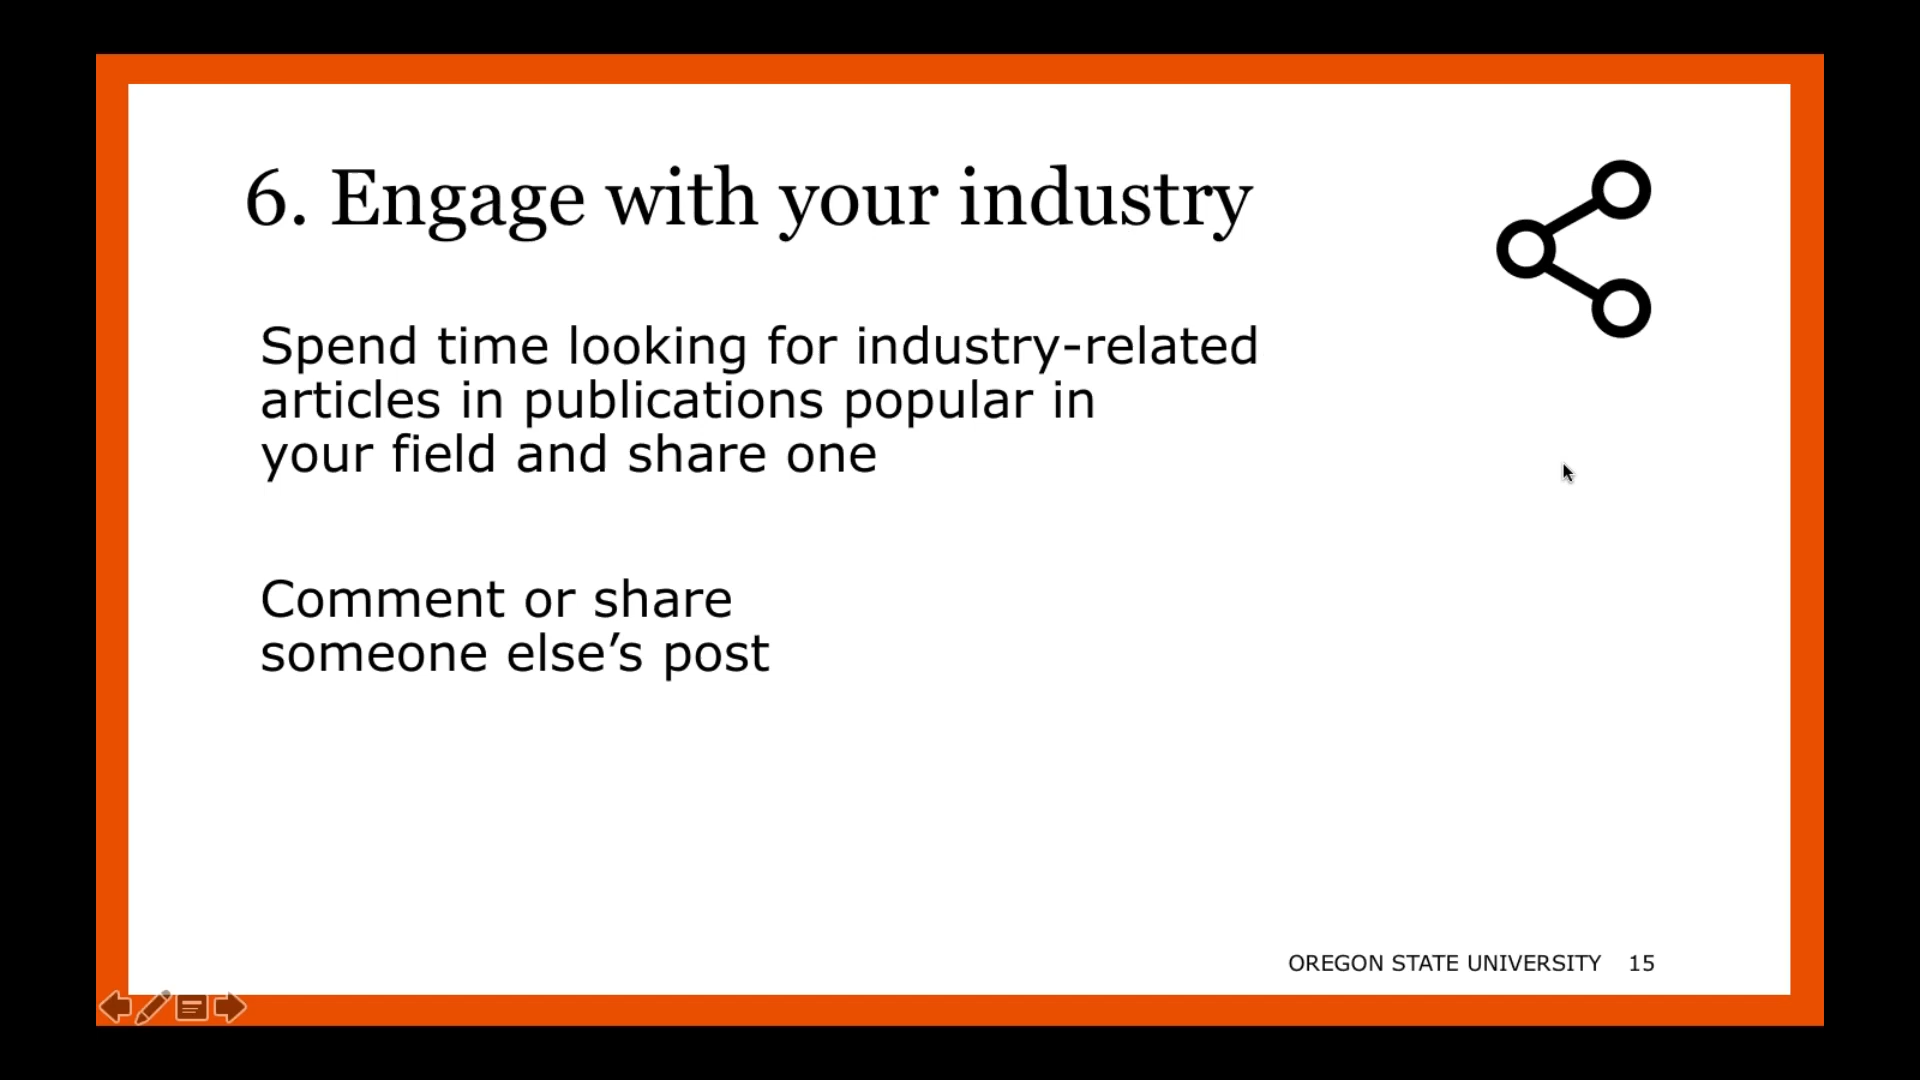 6. Engage with your industry
Spend time looking for industry-related
articles in publications popular in
your field and share one
Comment or share
someone else’s post
OREGON STATE UNIVERSITY 15